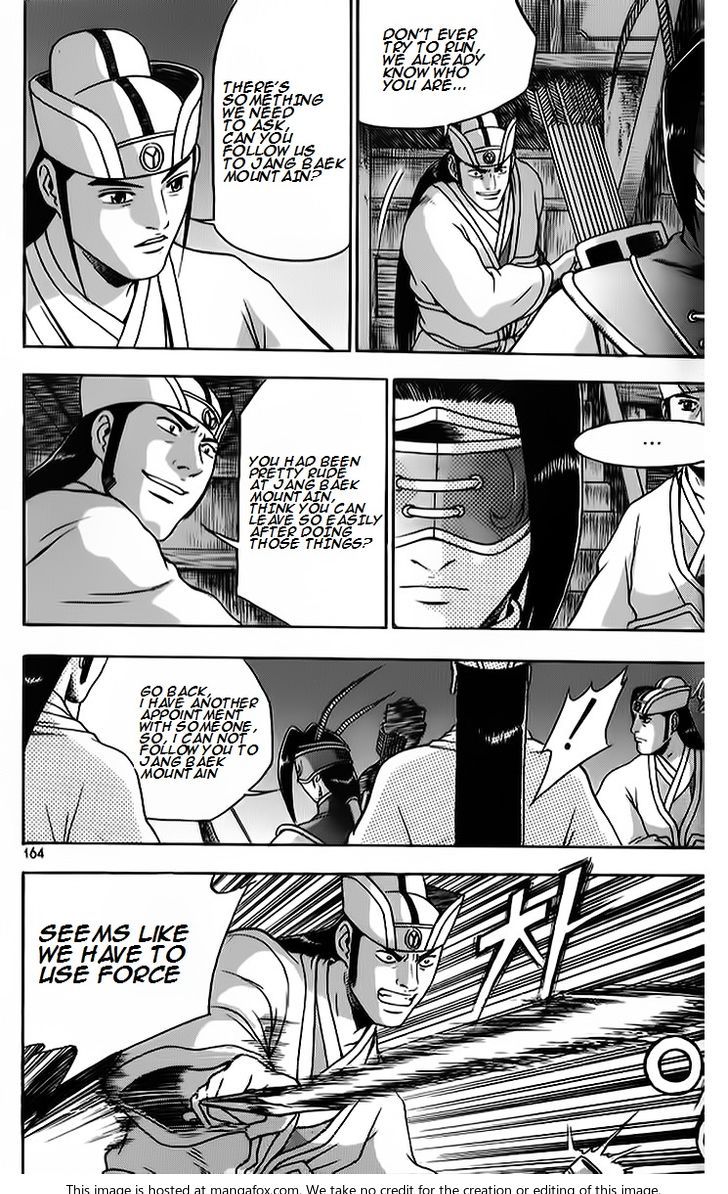 THERE'S
SOMETHING
WE NEED
TO ASK,
CAN YOU
FOLLOW US
TO JANG BAEK
MOUNTAIN?
DON'T EVER
TRY TO RUN,
WE ALREADY
KNOW WHO
YOU ARE...
YOU HAD BEEN
PRETTY RUDE
AT JANG BAEK
MOUNTAIN,
THINK YOU CAN
LEAVE SO EASILY
AFTER DOING
THOSE THINGS?
...
GO BACK,
I HAVE ANOTHER
APPOINTMENT
WITH SOMEONE,
SO, I CAN NOT
FOLLOW YOU TO
JANG BAEK
MOUNTAIN
!
164
SEEMS LIKE
WE HAVE TO
USE FORCE
This image is hosted at mangafox.com. We take no credit for the creation or editing of this image.